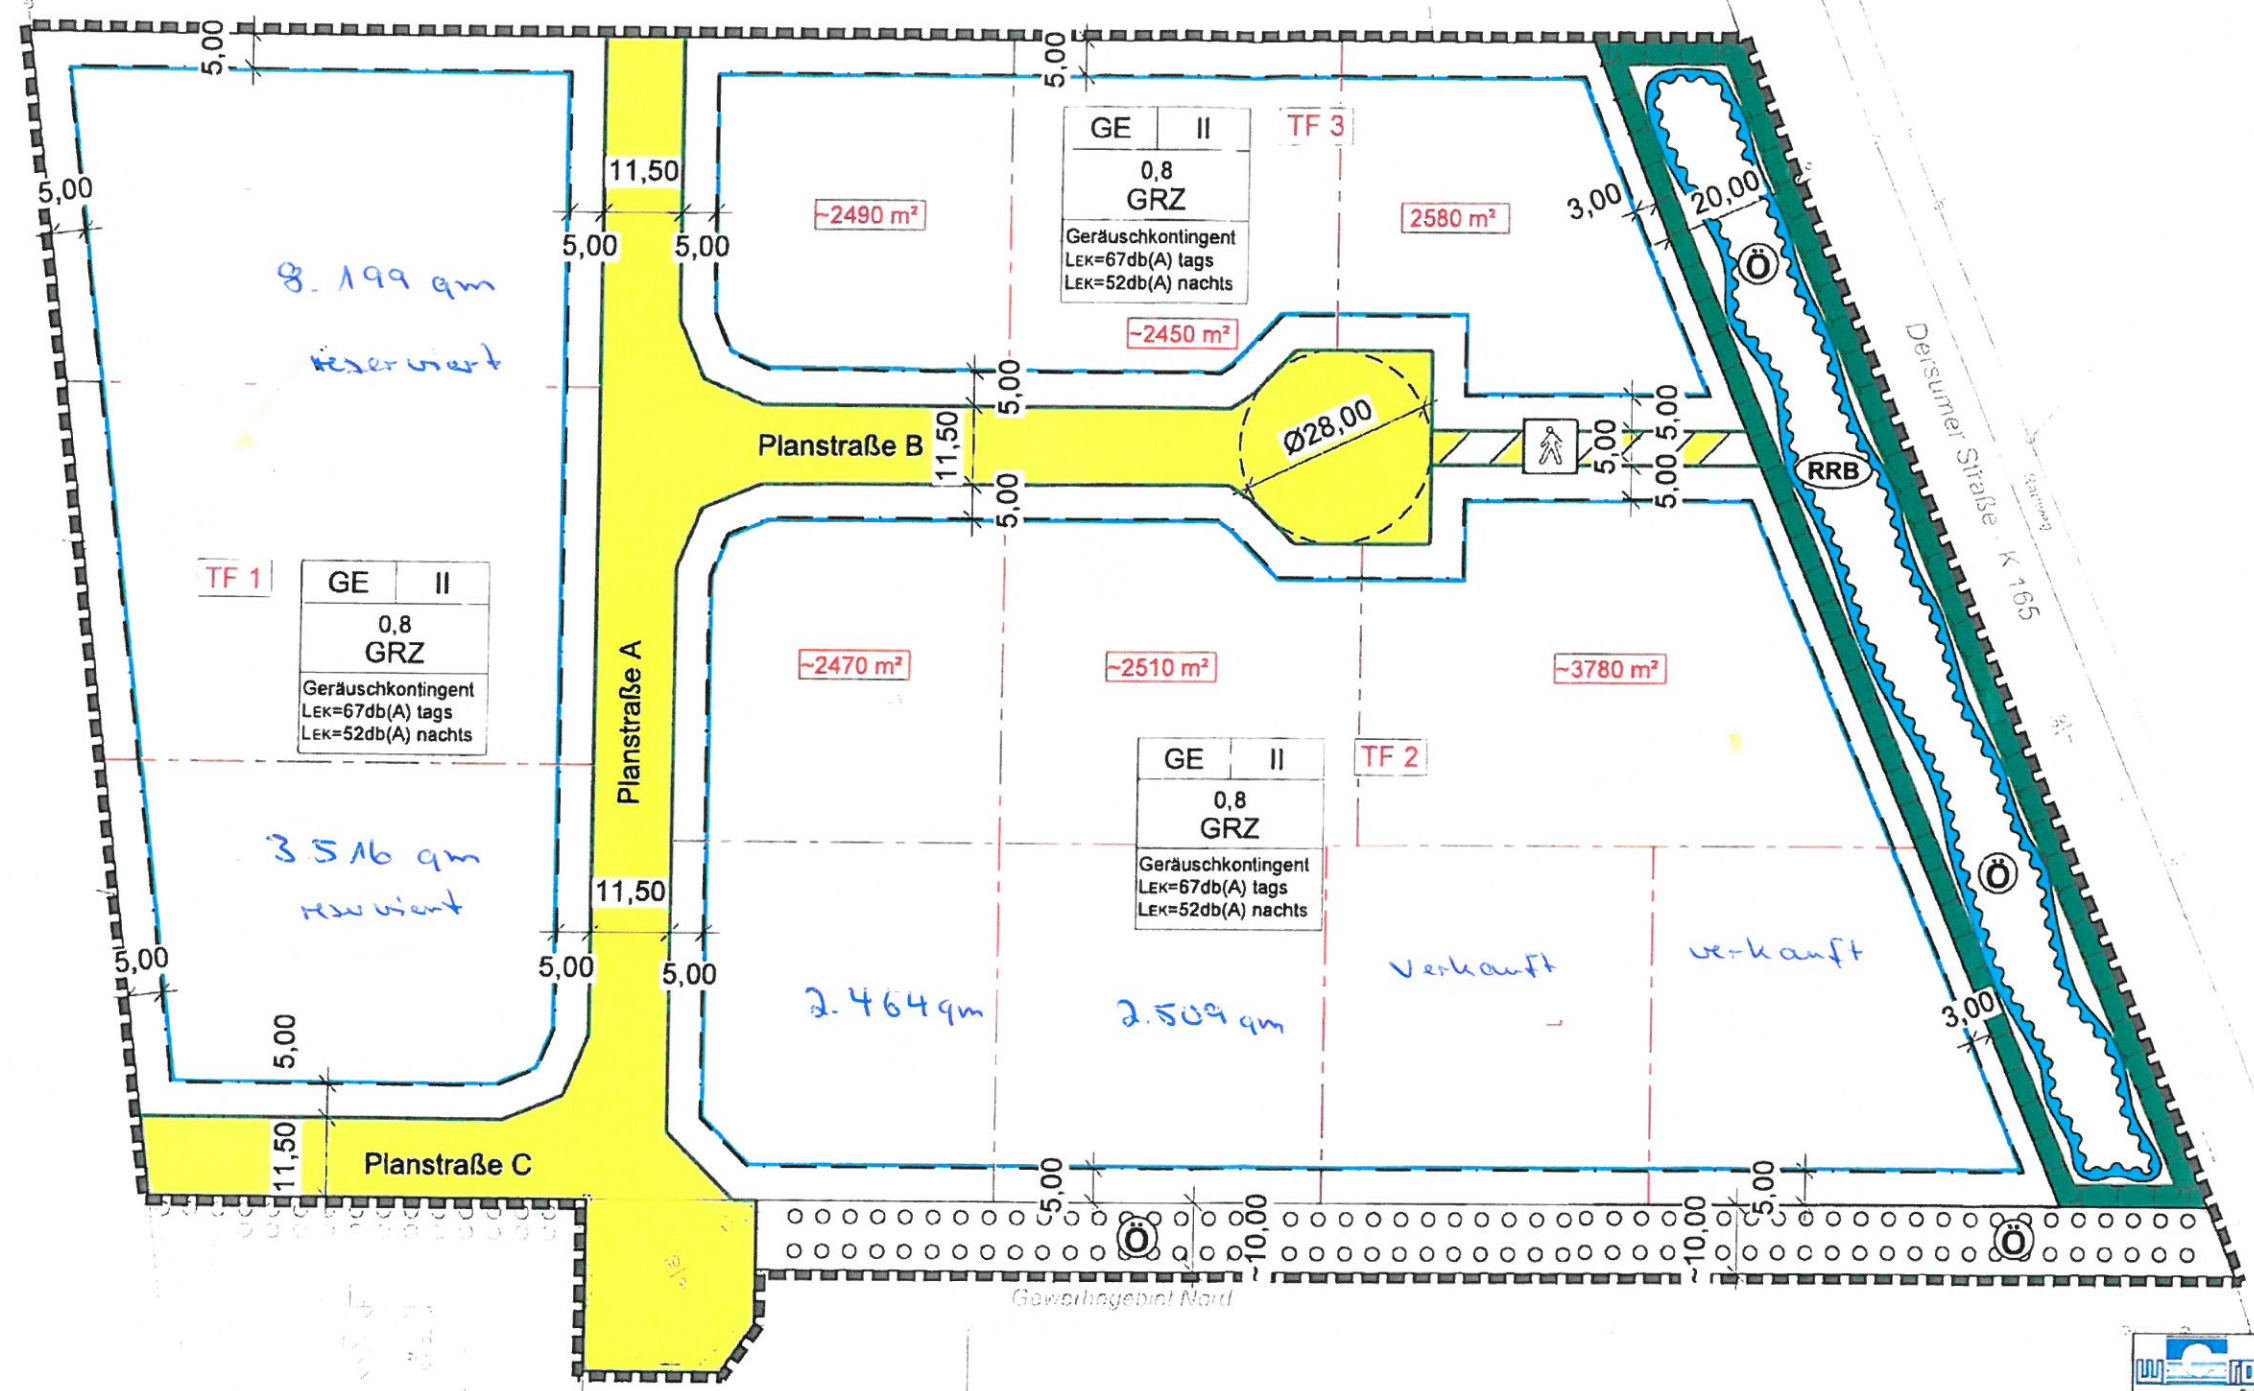 5,00
5,00
5,00
11,50
5,00
5,00
GE II
0,8
GRZ
Geräuschkontingent
LEK=67db(A) tags
LEK=52db(A) nachts
TF 3
~2490 m²
2580 m²
~2450 m²
3,00
20,00
Ö
8.199 qm
reserviert
Planstraße B
11,50
5,00
5,00
Ø28,00
5,00
5,00
5,00
RRB
Deisumer Straße - K 165
TF 1
GE II
0,8
GRZ
Geräuschkontingent
LEK=67db(A) tags
LEK=52db(A) nachts
Planstraße A
~2470 m²
~2510 m²
~3780 m²
GE II
0,8
GRZ
Geräuschkontingent
LEK=67db(A) tags
LEK=52db(A) nachts
TF 2
3.516 qm
reserviert
11,50
5,00
5,00
5,00
5,00
2.464 qm
2.509 qm
verkauft
verkauft
Ö
3,00
11,50
Planstraße C
5,00
5,00
~10,00
~10,00
Ö
Ö
Gewerbegebiet Nord